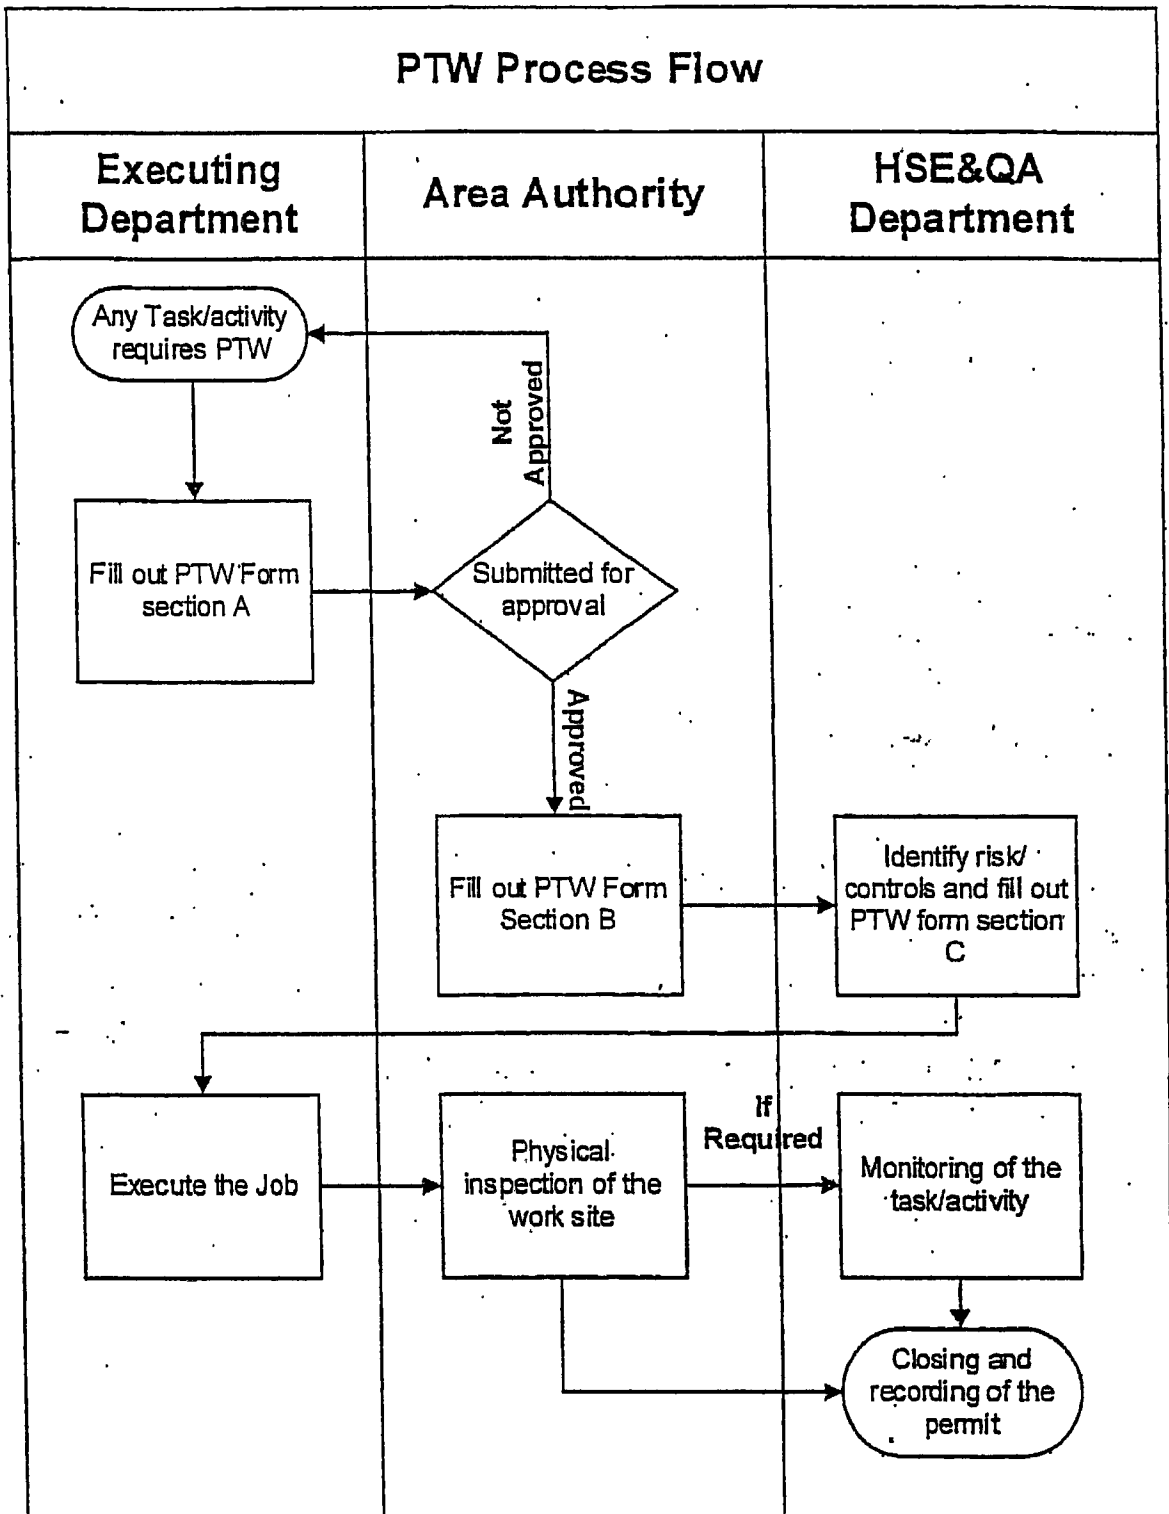 PTW Process Flow
Executing
Department
Area Authority
HSE&QA
Department
Any Task/activity
requires PTW
Not
Approved
Fill out PTW Form
section A
Submitted for
approval
Approved
Fill out PTW Form
Section B
Identify risk/
controls and fill out
PTW form section
C
Execute the Job
Physical
inspection of the
work site
If
Required
Monitoring of the
task/activity
Closing and
recording of the
permit